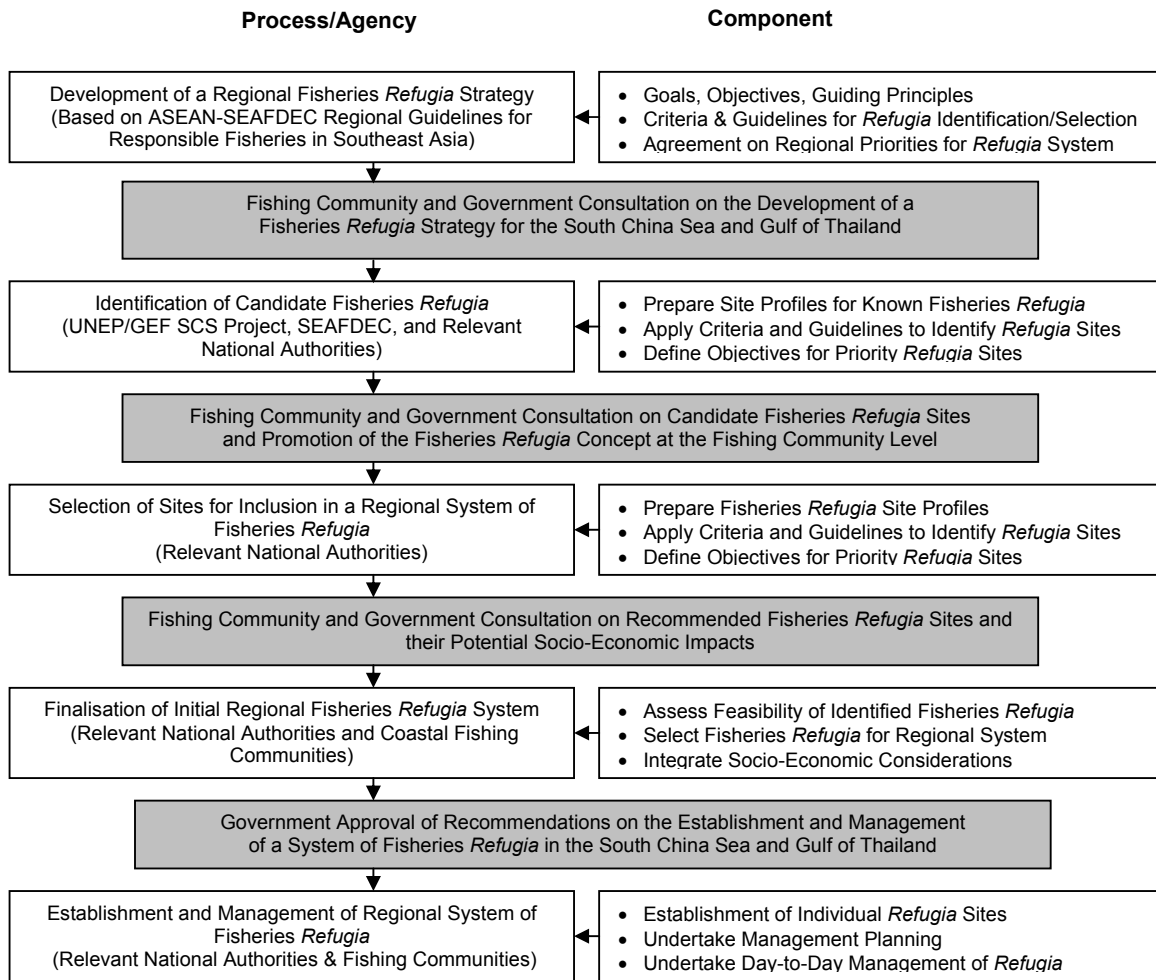 Process/Agency
Component
Development of a Regional Fisheries Refugia Strategy
(Based on ASEAN-SEAFDEC Regional Guidelines for
Responsible Fisheries in Southeast Asia)
• Goals, Objectives, Guiding Principles
• Criteria & Guidelines for Refugia Identification/Selection
• Agreement on Regional Priorities for Refugia System
Fishing Community and Government Consultation on the Development of a
Fisheries Refugia Strategy for the South China Sea and Gulf of Thailand
Identification of Candidate Fisheries Refugia
(UNEP/GEF SCS Project, SEAFDEC, and Relevant
National Authorities)
• Prepare Site Profiles for Known Fisheries Refugia
• Apply Criteria and Guidelines to Identify Refugia Sites
• Define Objectives for Priority Refugia Sites
Fishing Community and Government Consultation on Candidate Fisheries Refugia Sites
and Promotion of the Fisheries Refugia Concept at the Fishing Community Level
Selection of Sites for Inclusion in a Regional System of
Fisheries Refugia
(Relevant National Authorities)
• Prepare Fisheries Refugia Site Profiles
• Apply Criteria and Guidelines to Identify Refugia Sites
• Define Objectives for Priority Refugia Sites
Fishing Community and Government Consultation on Recommended Fisheries Refugia Sites and
their Potential Socio-Economic Impacts
Finalisation of Initial Regional Fisheries Refugia System
(Relevant National Authorities and Coastal Fishing
Communities)
• Assess Feasibility of Identified Fisheries Refugia
• Select Fisheries Refugia for Regional System
• Integrate Socio-Economic Considerations
Government Approval of Recommendations on the Establishment and Management
of a System of Fisheries Refugia in the South China Sea and Gulf of Thailand
Establishment and Management of Regional System of
Fisheries Refugia
(Relevant National Authorities & Fishing Communities)
• Establishment of Individual Refugia Sites
• Undertake Management Planning
• Undertake Day-to-Day Management of Refugia